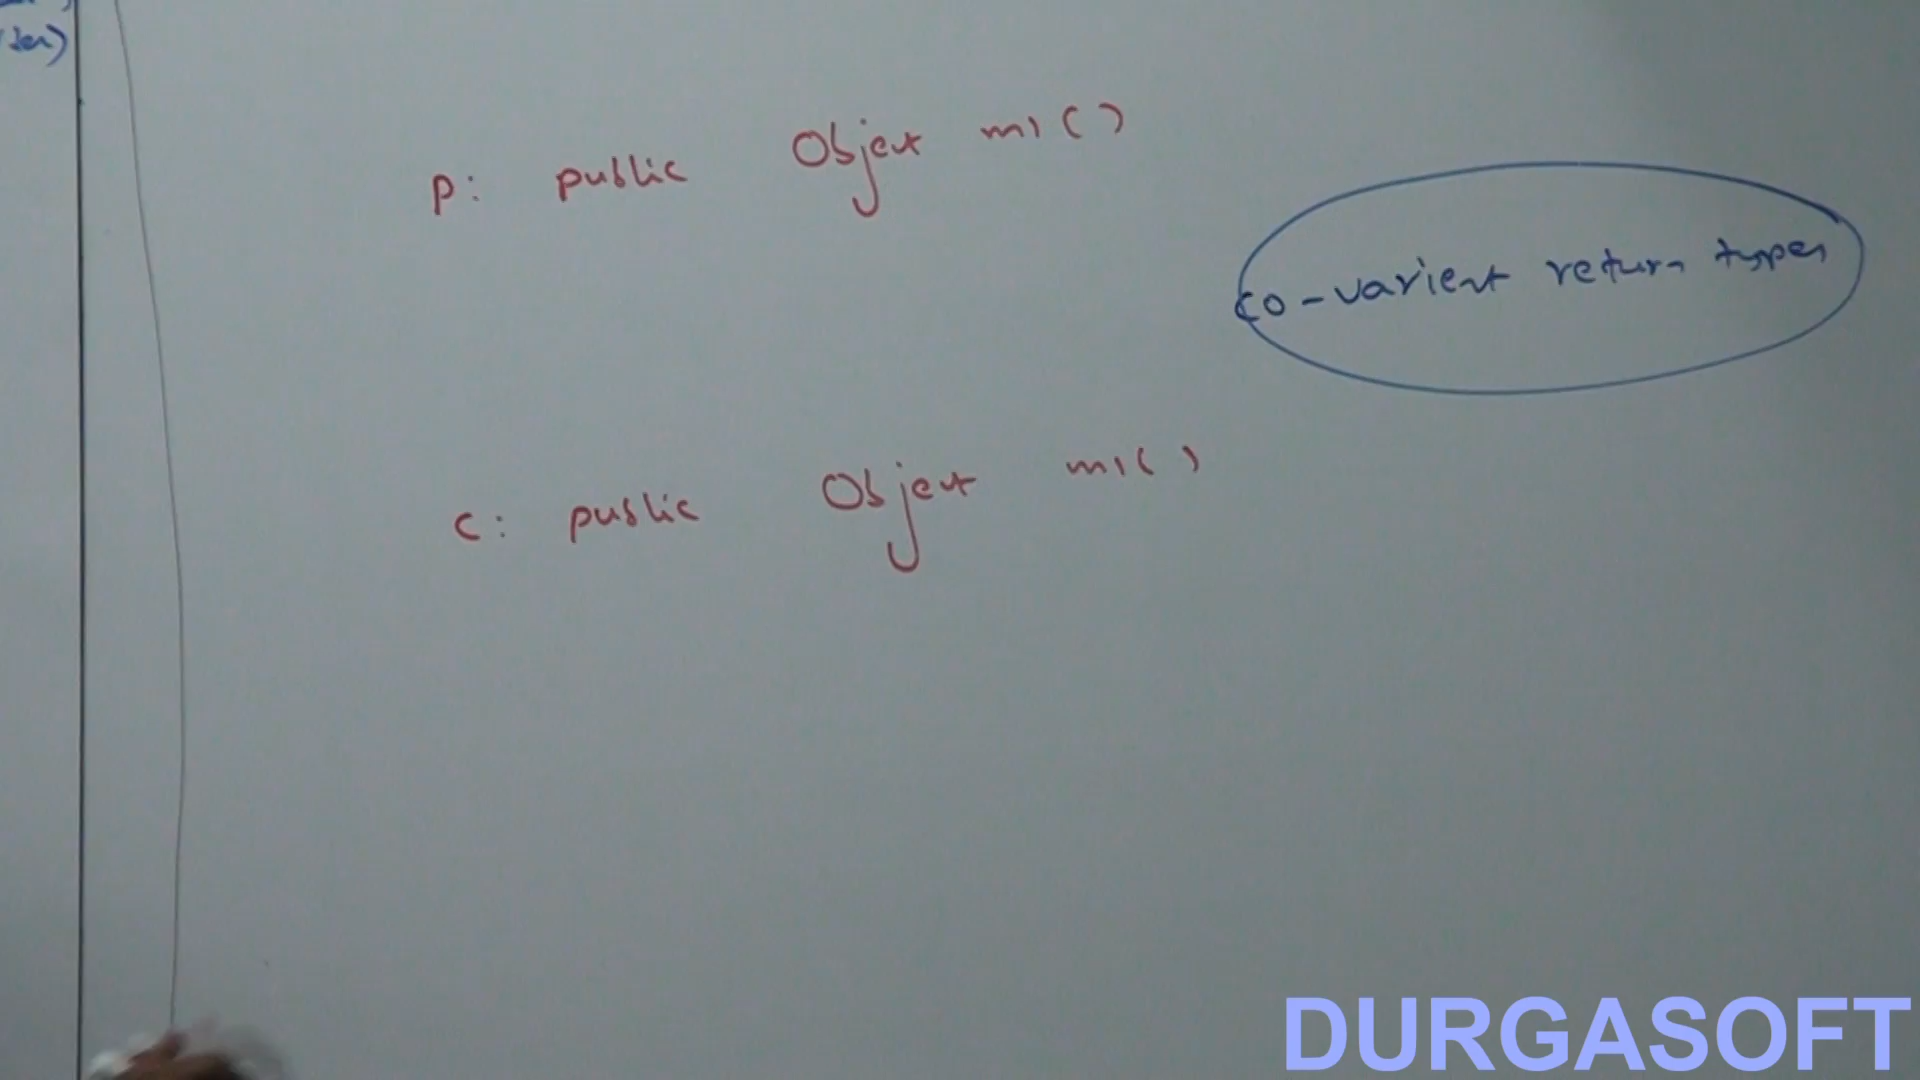 P: public Object m1()
co-varient return types
C: public Object m1()
DURGASOFT